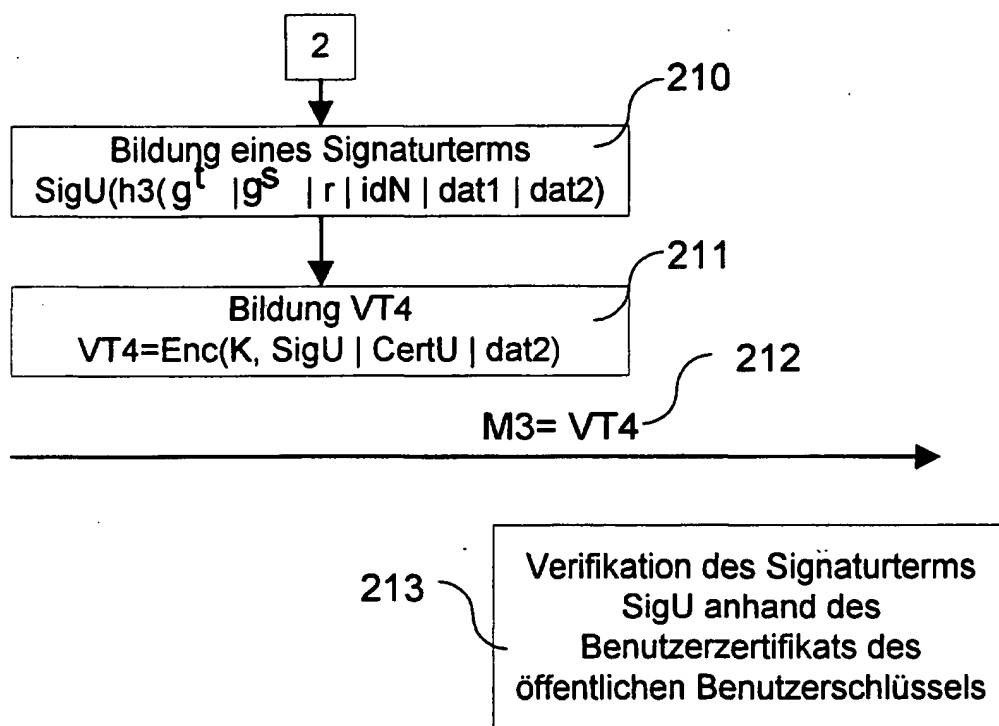 2
210
Bildung eines Signaturterms
SigU(h3( g^t | g^s | r | idN | dat1 | dat2)
211
Bildung VT4
VT4=Enc(K, SigU | CertU | dat2)
212
M3= VT4
213
Verifikation des Signaturterms
SigU anhand des
Benutzerzertifikats des
öffentlichen Benutzerschlüssels